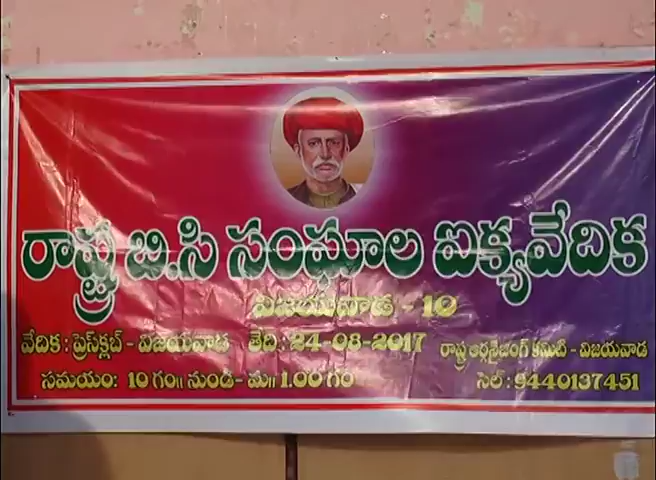 రాష్ట్ర బి.సి సంఘాల ఐక్యవేదిక
విజయవాడ - 10
వేదిక : ప్రెస్‌క్లబ్ - విజయవాడ తేది : 24-08-2017
రాష్ట్ర ఆర్గనైజింగ్ కమిటి - విజయవాడ
సమయం: 10 గం॥ నుండ- మ॥ 1.00 గం
సెల్ : 9440137451